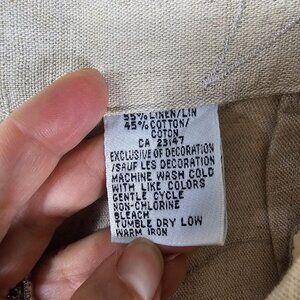 55% LINEN/LIN
45% COTTON/
COTON
CA 23147
EXCLUSIVE OF DECORATION
/SAUF LES DECORATION
MACHINE WASH COLD
WITH LIKE COLORS
GENTLE CYCLE
NON-CHLORINE
BLEACH
TUMBLE DRY LOW
WARM IRON